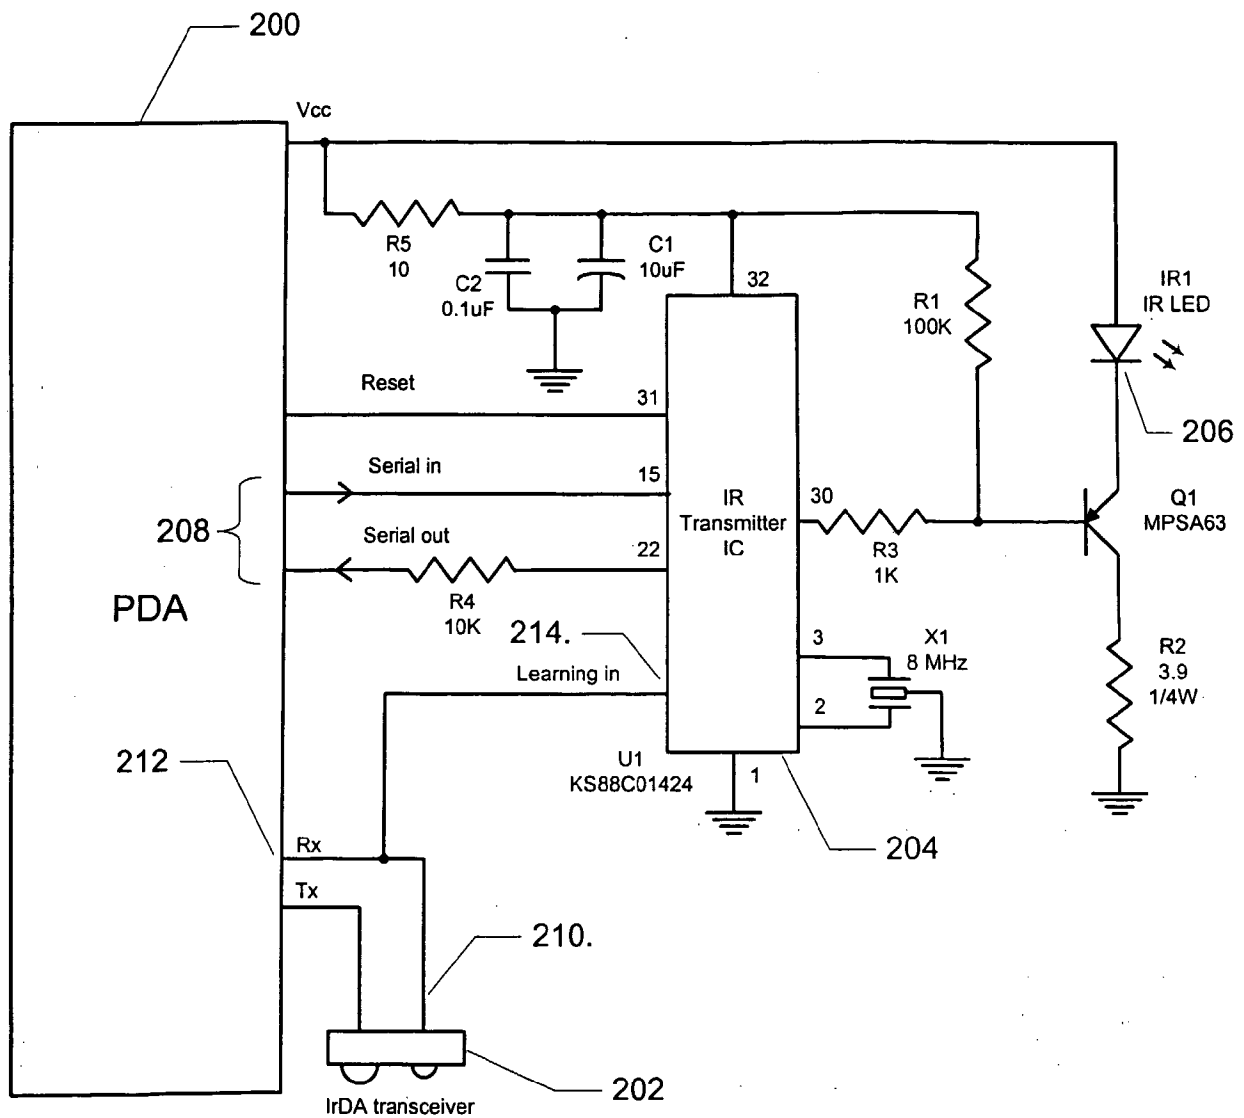 200
Vcc
R5
10
C2
0.1uF
C1
10uF
32
R1
100K
IR1
IR LED
206
Reset
31
Serial in
15
208
Serial out
22
R4
10K
PDA
IR
Transmitter
IC
30
R3
1K
Q1
MPSA63
214.
Learning in
3
2
X1
8 MHz
R2
3.9
1/4W
212
U1
KS88C01424
1
204
Rx
Tx
210.
202
IrDA transceiver